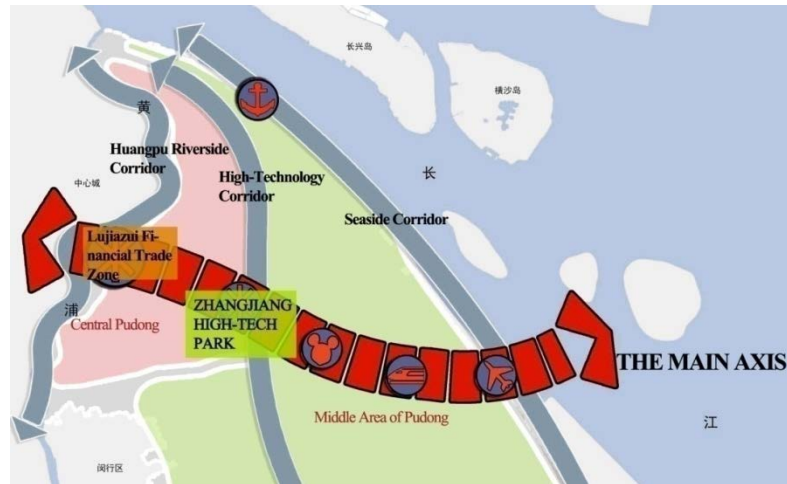 长兴岛
横沙岛
黄
Huangpu Riverside
Corridor
中心城
High-Technology
Corridor
长
Seaside Corridor
Lujiazui Fi-
nancial Trade
Zone
浦
Central Pudong
ZHANGJIANG
HIGH-TECH
PARK
THE MAIN AXIS
Middle Area of Pudong
江
闵行区